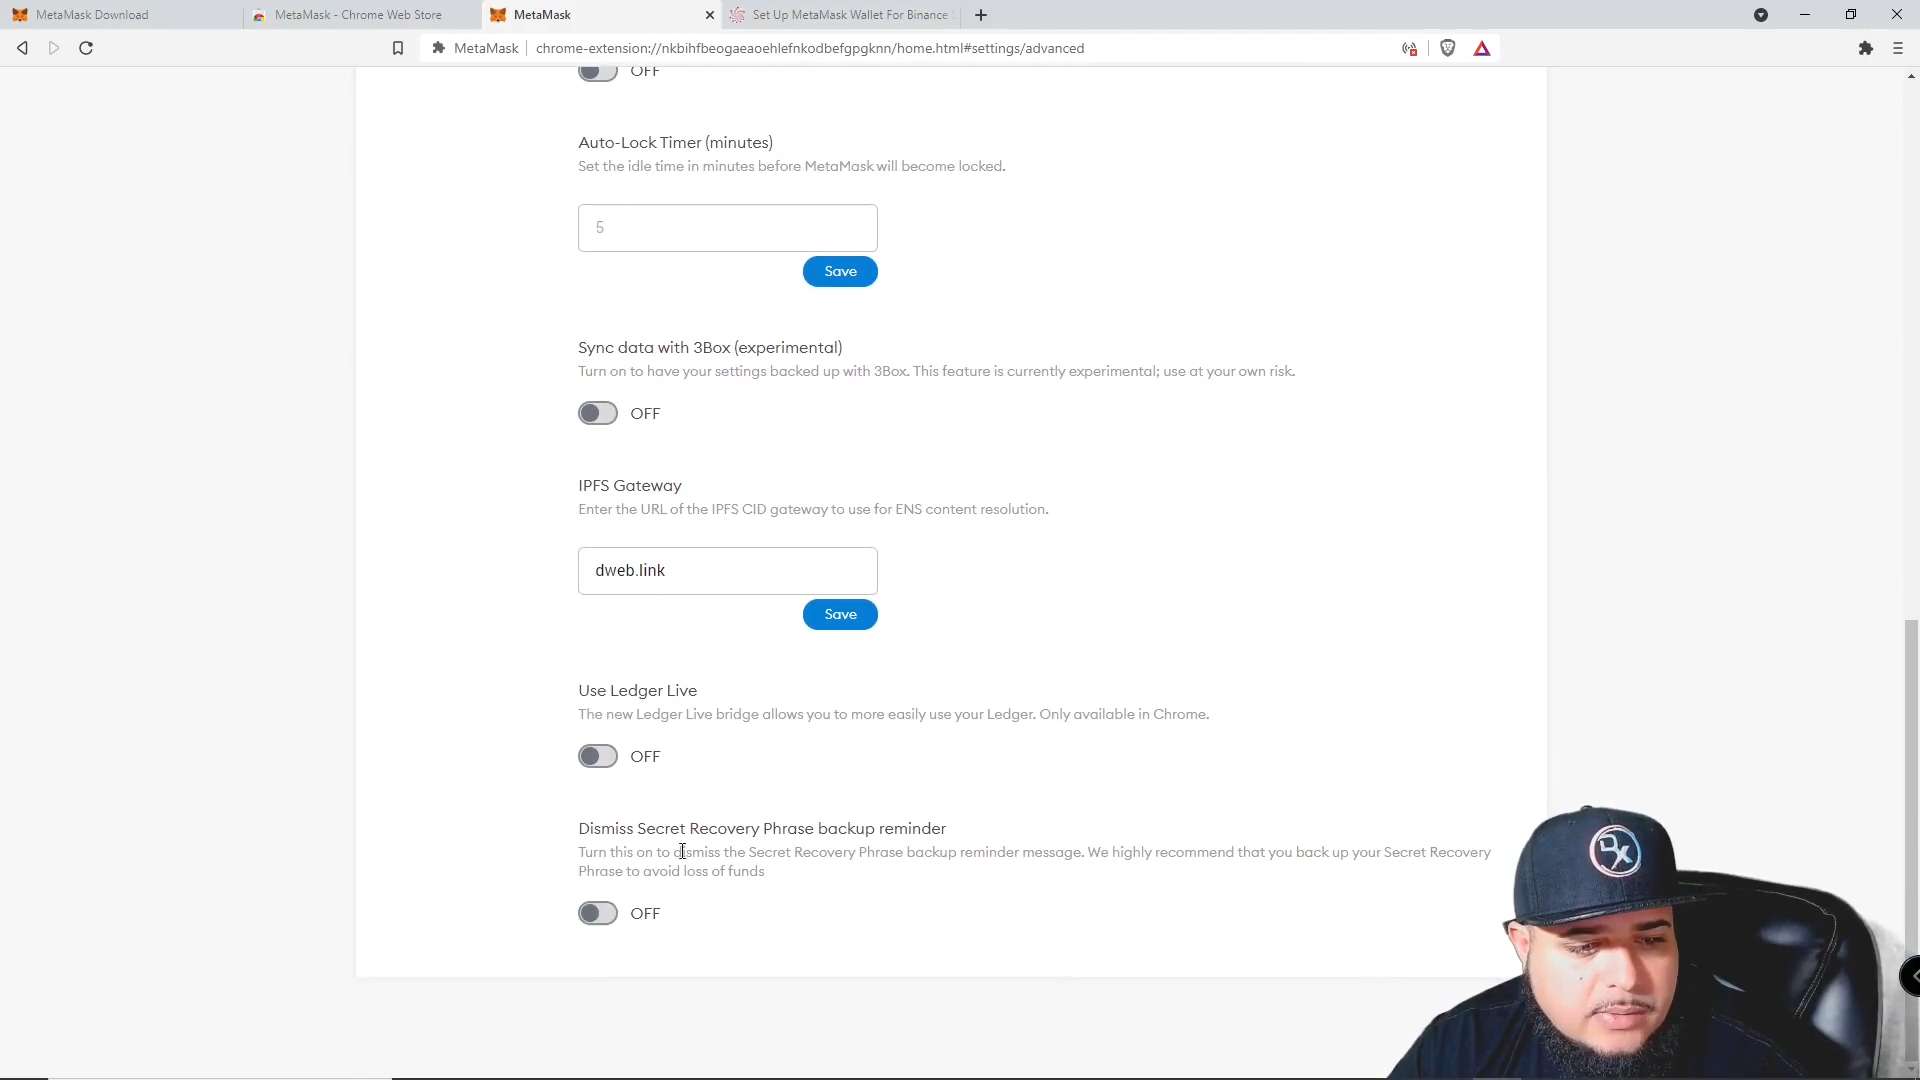 MetaMask Download
MetaMask - Chrome Web Store
MetaMask
Set Up MetaMask Wallet For Binance S
MetaMask
chrome-extension://nkbihfbeogaeaoehlefnkodbefgpgknn/home.html#settings/advanced
OFF
Auto-Lock Timer (minutes)
Set the idle time in minutes before MetaMask will become locked.
5
Save
Sync data with 3Box (experimental)
Turn on to have your settings backed up with 3Box. This feature is currently experimental; use at your own risk.
OFF
IPFS Gateway
Enter the URL of the IPFS CID gateway to use for ENS content resolution.
dweb.link
Save
Use Ledger Live
The new Ledger Live bridge allows you to more easily use your Ledger. Only available in Chrome.
OFF
Dismiss Secret Recovery Phrase backup reminder
Turn this on to dismiss the Secret Recovery Phrase backup reminder message. We highly recommend that you back up your Secret Recovery
Phrase to avoid loss of funds
OFF
DX